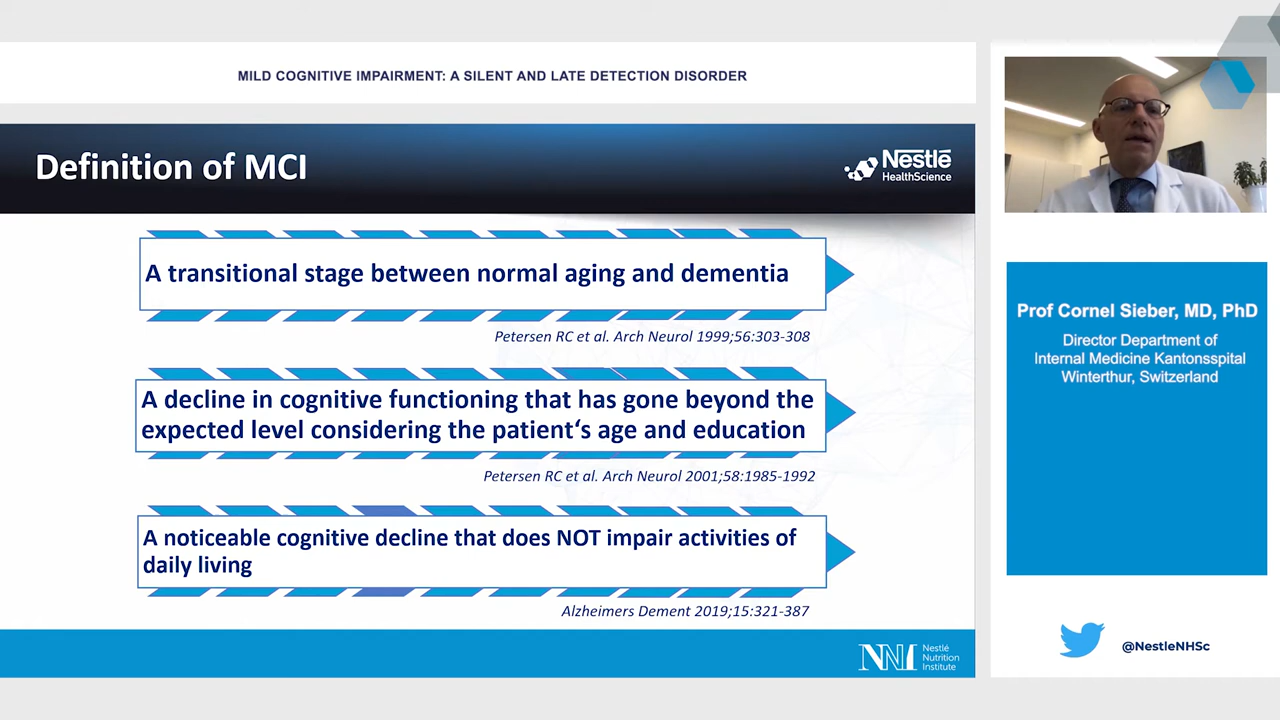 MILD COGNITIVE IMPAIRMENT: A SILENT AND LATE DETECTION DISORDER
Definition of MCI
Nestlé
HealthScience
A transitional stage between normal aging and dementia
Petersen RC et al. Arch Neurol 1999;56:303-308
A decline in cognitive functioning that has gone beyond the
expected level considering the patient‘s age and education
Petersen RC et al. Arch Neurol 2001;58:1985-1992
A noticeable cognitive decline that does NOT impair activities of
daily living
Alzheimers Dement 2019;15:321-387
NNI
Nestlé
Nutrition
Institute
Prof Cornel Sieber, MD, PhD
Director Department of
Internal Medicine Kantonsspital
Winterthur, Switzerland
@NestleNHSc